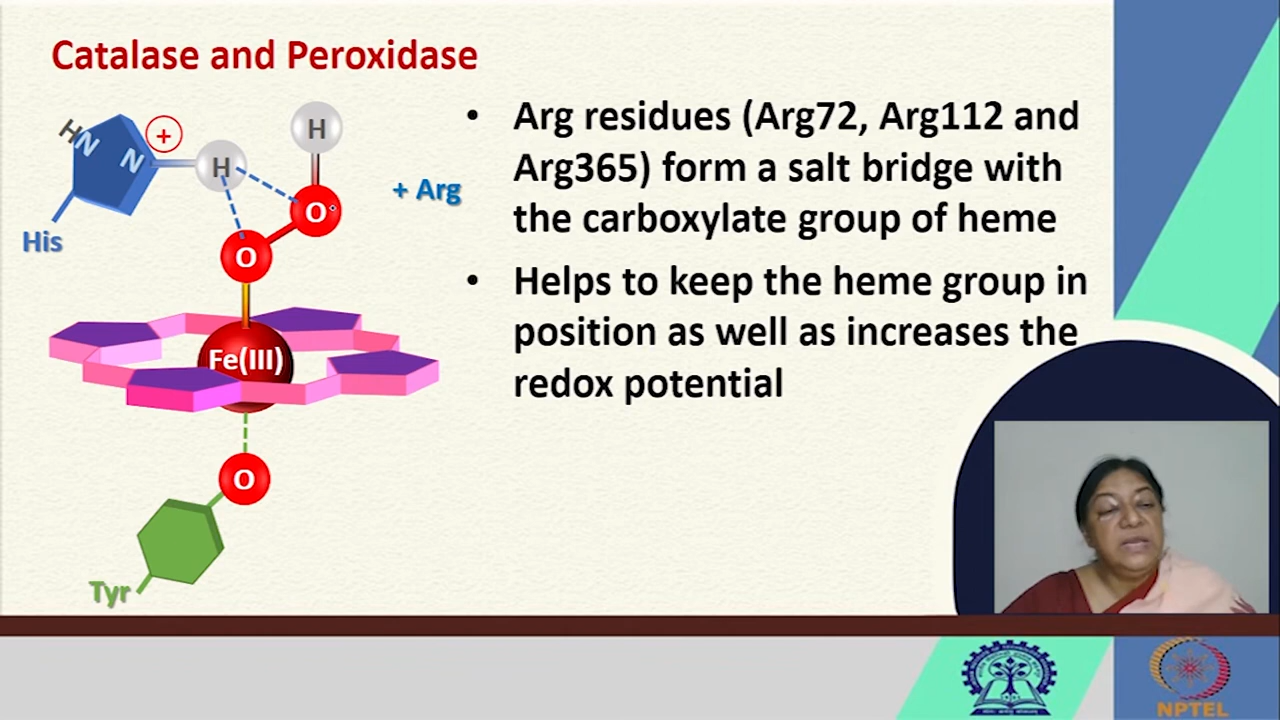 Catalase and Peroxidase
HN
N
+
H
H
O
O
+ Arg
His
Fe(III)
O
Tyr
• Arg residues (Arg72, Arg112 and
Arg365) form a salt bridge with
the carboxylate group of heme
• Helps to keep the heme group in
position as well as increases the
redox potential
NPTEL